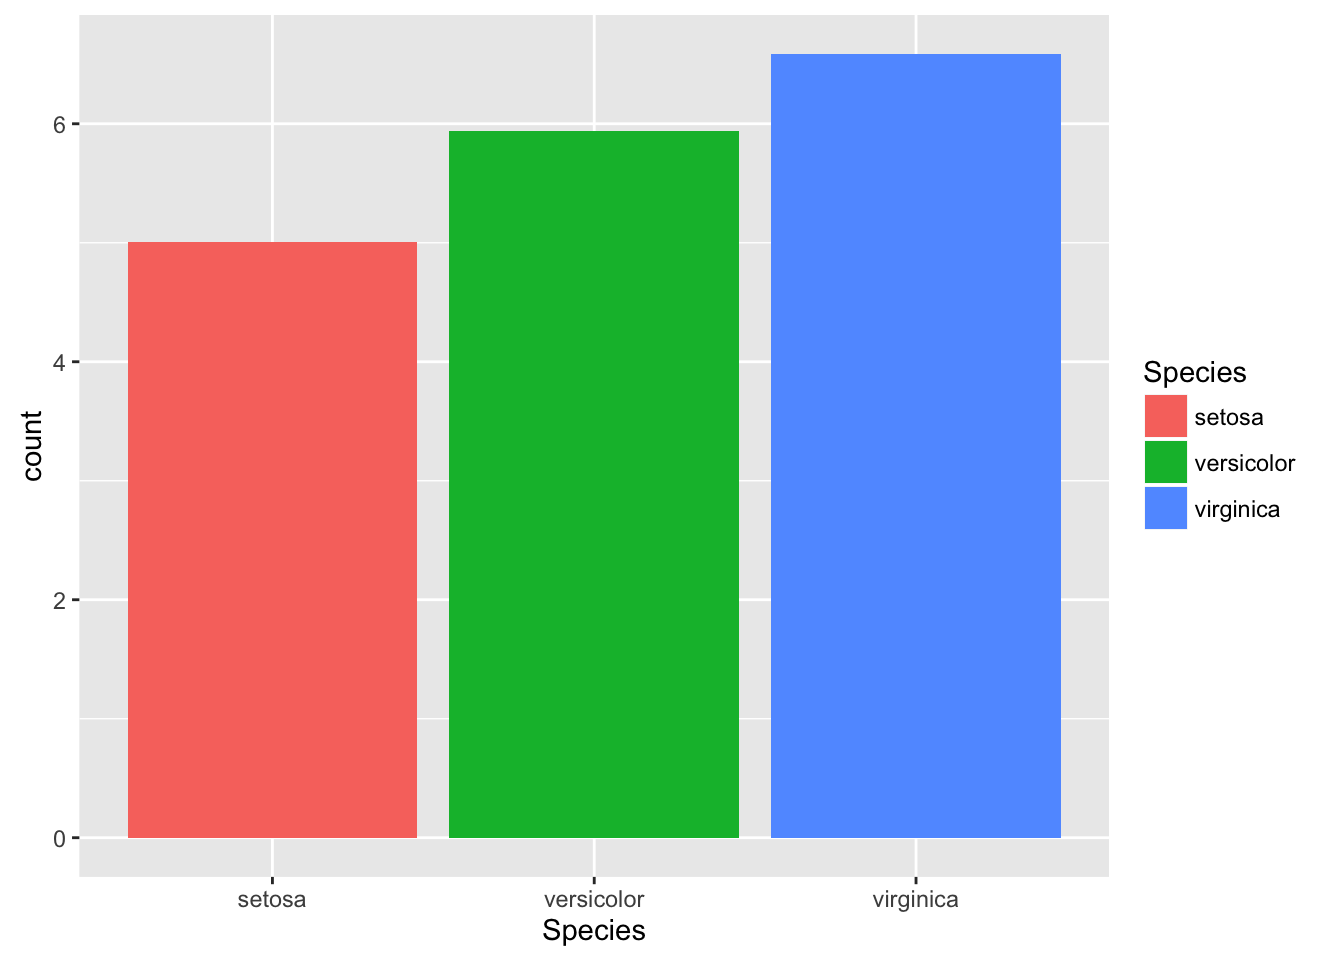 6
4
2
0
count
setosa
versicolor
virginica
Species
Species
setosa
versicolor
virginica